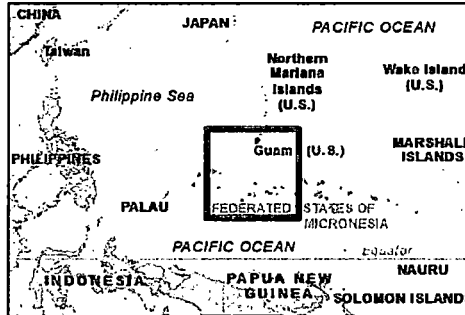 CHINA
JAPAN
PACIFIC OCEAN
Taiwan
Northern
Mariana
Islands
(U.S.)
Wake Island
(U.S.)
Philippine Sea
Guam (U.S.)
MARSHALL
ISLANDS
PHILIPPINES
PALAU
FEDERATED STATES OF
MICRONESIA
PACIFIC OCEAN
Equator
NAURU
INDONESIA
PAPUA NEW
GUINEA
SOLOMON ISLAND